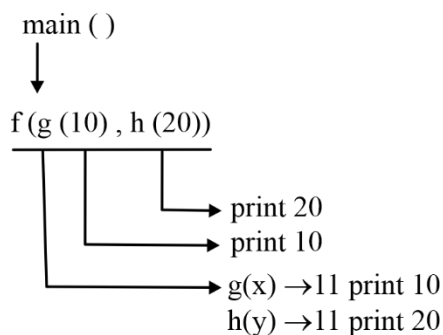 main ( )
f (g (10) , h (20))
print 20
print 10
g(x) →11 print 10
h(y) →11 print 20